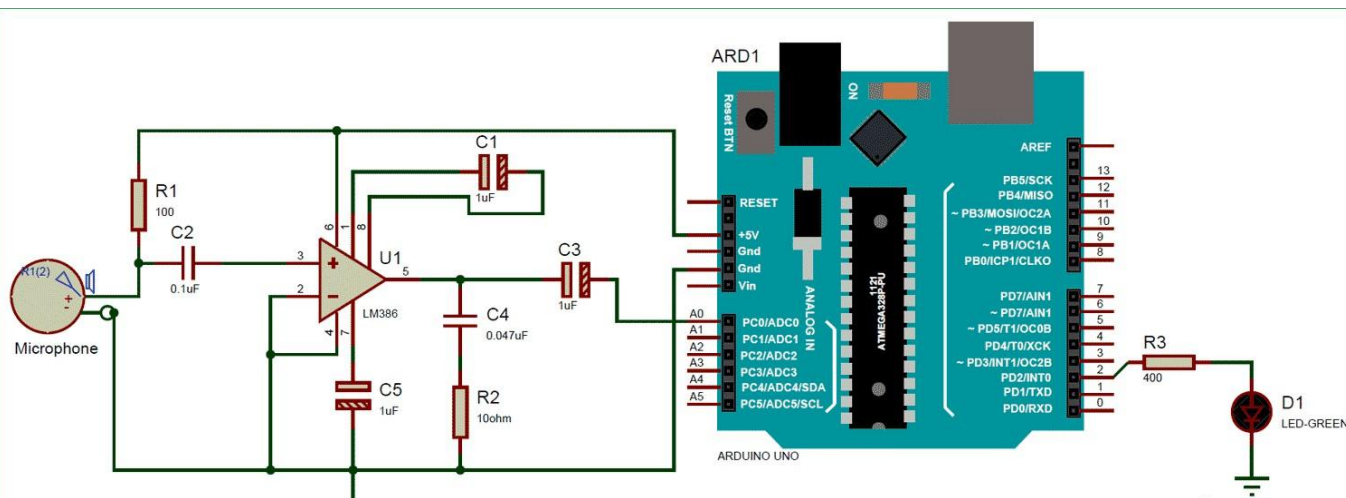 ARD1
Reset BTN
ON
C1
1uF
R1
100
C2
0.1uF
R1(2)
+
-
Microphone
6
1
8
3
2
4
7
5
+
-
U1
LM386
C3
1uF
C4
0.047uF
C5
1uF
R2
10ohm
RESET
+5V
Gnd
Gnd
Vin
A0 PC0/ADC0
A1 PC1/ADC1
A2 PC2/ADC2
A3 PC3/ADC3
A4 PC4/ADC4/SDA
A5 PC5/ADC5/SCL
ANALOG IN
1121
ATMEGA328P-PU
AREF
PB5/SCK 13
PB4/MISO 12
~ PB3/MOSI/OC2A 11
~ PB2/OC1B 10
~ PB1/OC1A 9
PB0/ICP1/CLKO 8
PD7/AIN1 7
~ PD7/AIN1 6
~ PD5/T1/OC0B 5
PD4/T0/XCK 4
~ PD3/INT1/OC2B 3
PD2/INT0 2
PD1/TXD 1
PD0/RXD 0
ARDUINO UNO
R3
400
D1
LED-GREEN